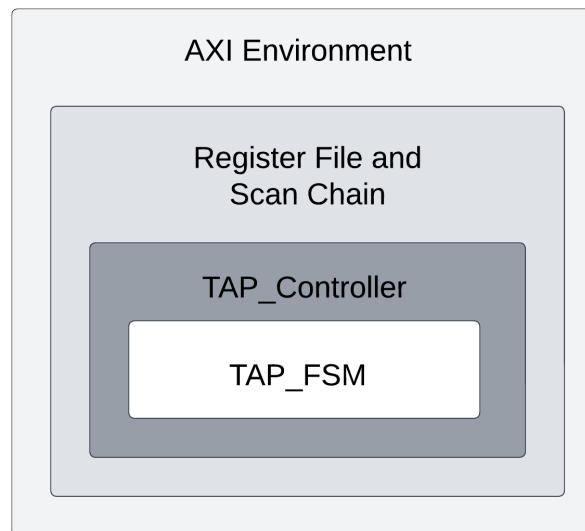 AXI Environment
Register File and
Scan Chain
TAP_Controller
TAP_FSM